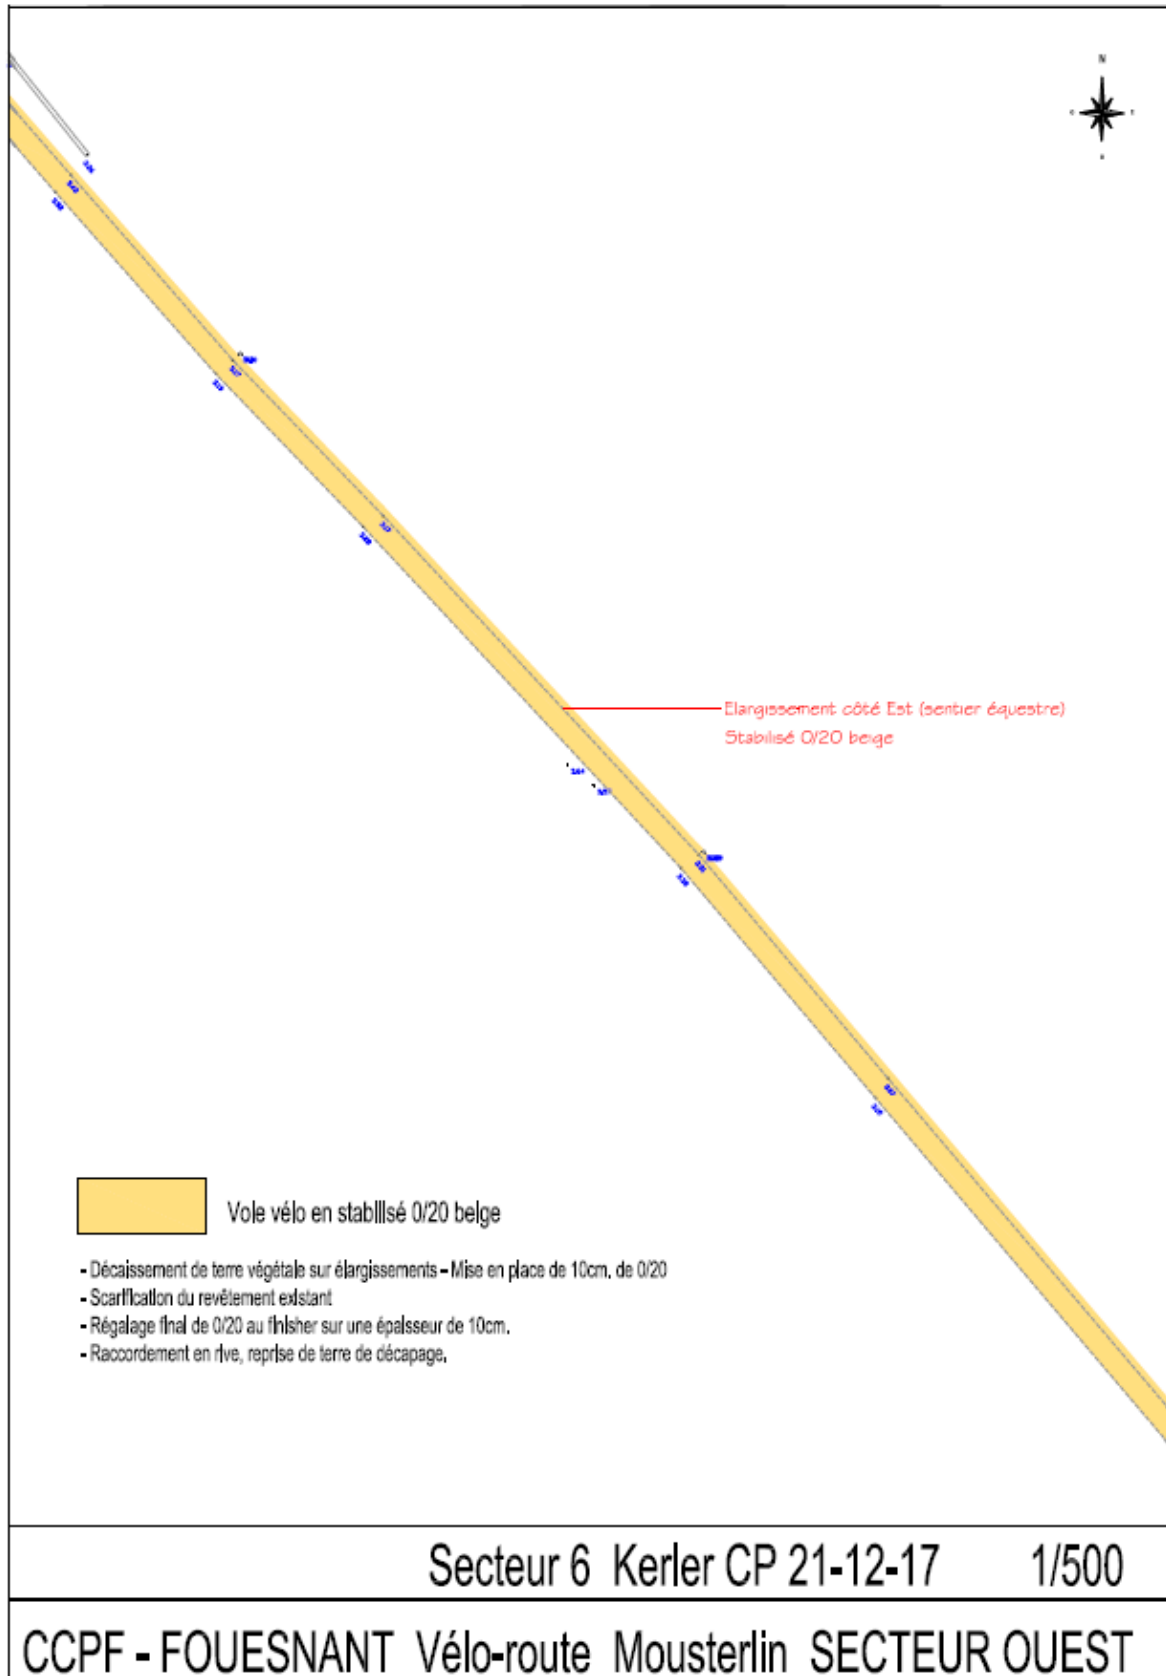 N
Elargissement côté Est (sentier équestre)
Stabilisé 0/20 beige
Voie vélo en stabilisé 0/20 beige
- Décaissement de terre végétale sur élargissements - Mise en place de 10cm. de 0/20
- Scarification du revêtement existant
- Régalage final de 0/20 au finisher sur une épaisseur de 10cm.
- Raccordement en rive, reprise de terre de décapage.
Secteur 6 Kerler CP 21-12-17 1/500
CCPF - FOUESNANT Vélo-route Mousterlin SECTEUR OUEST